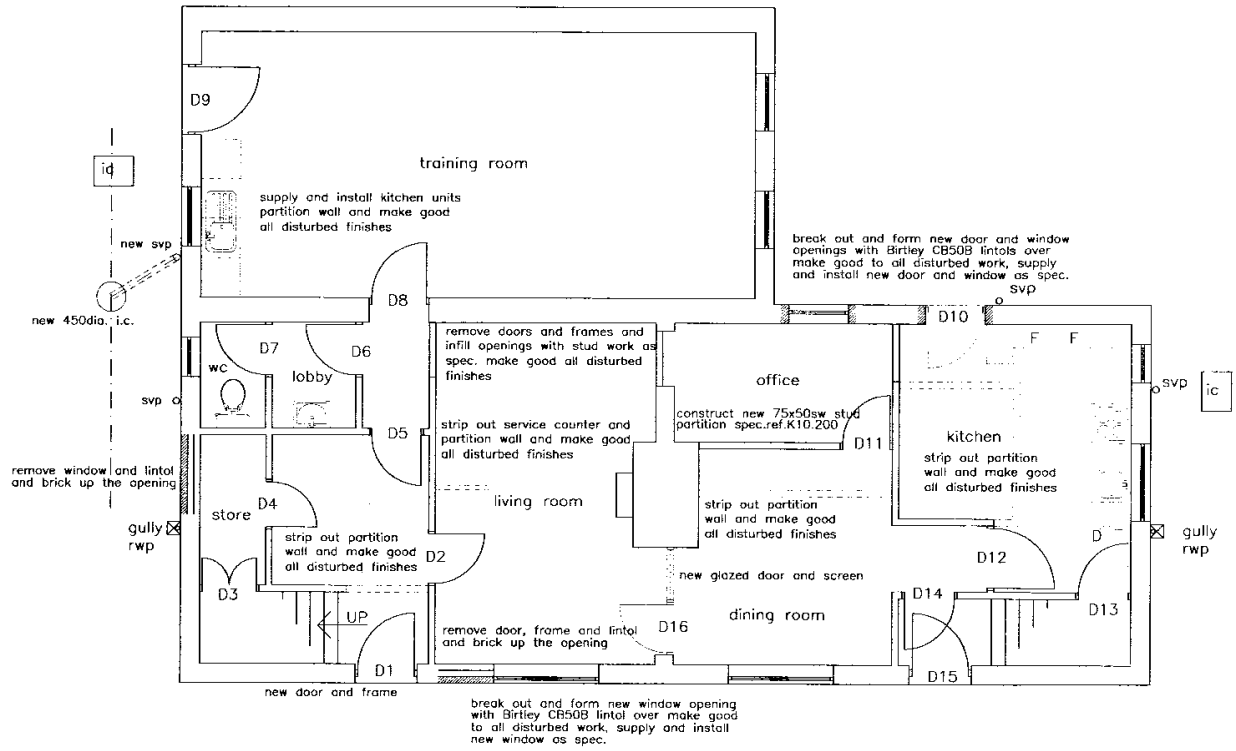 D9
id
training room
supply and install kitchen units
partition wall and make good
all disturbed finishes
new svp
new 450dia. i.c.
D8
break out and form new door and window
openings with Birtley CB50B lintols over
make good to all disturbed work, supply
and install new door and window as spec.
svp
D10
F F
D7
D6
wc
lobby
svp
D5
remove doors and frames and
infill openings with stud work as
spec. make good all disturbed
finishes
office
construct new 75x50sw stud
partition spec.ref.K10.200
D11
strip out service counter and
partition wall and make good
all disturbed finishes
kitchen
strip out partition
wall and make good
all disturbed finishes
svp
ic
S
remove window and lintol
and brick up the opening
store
D4
gully
rwp
strip out partition
wall and make good
all disturbed finishes
D2
living room
strip out partition
wall and make good
all disturbed finishes
D
gully
rwp
D12
new glazed door and screen
D3
UP
D14
D13
dining room
D16
remove door, frame and lintol
and brick up the opening
D1
D15
new door and frame
break out and form new window opening
with Birtley CB50B lintol over make good
to all disturbed work, supply and install
new window as spec.